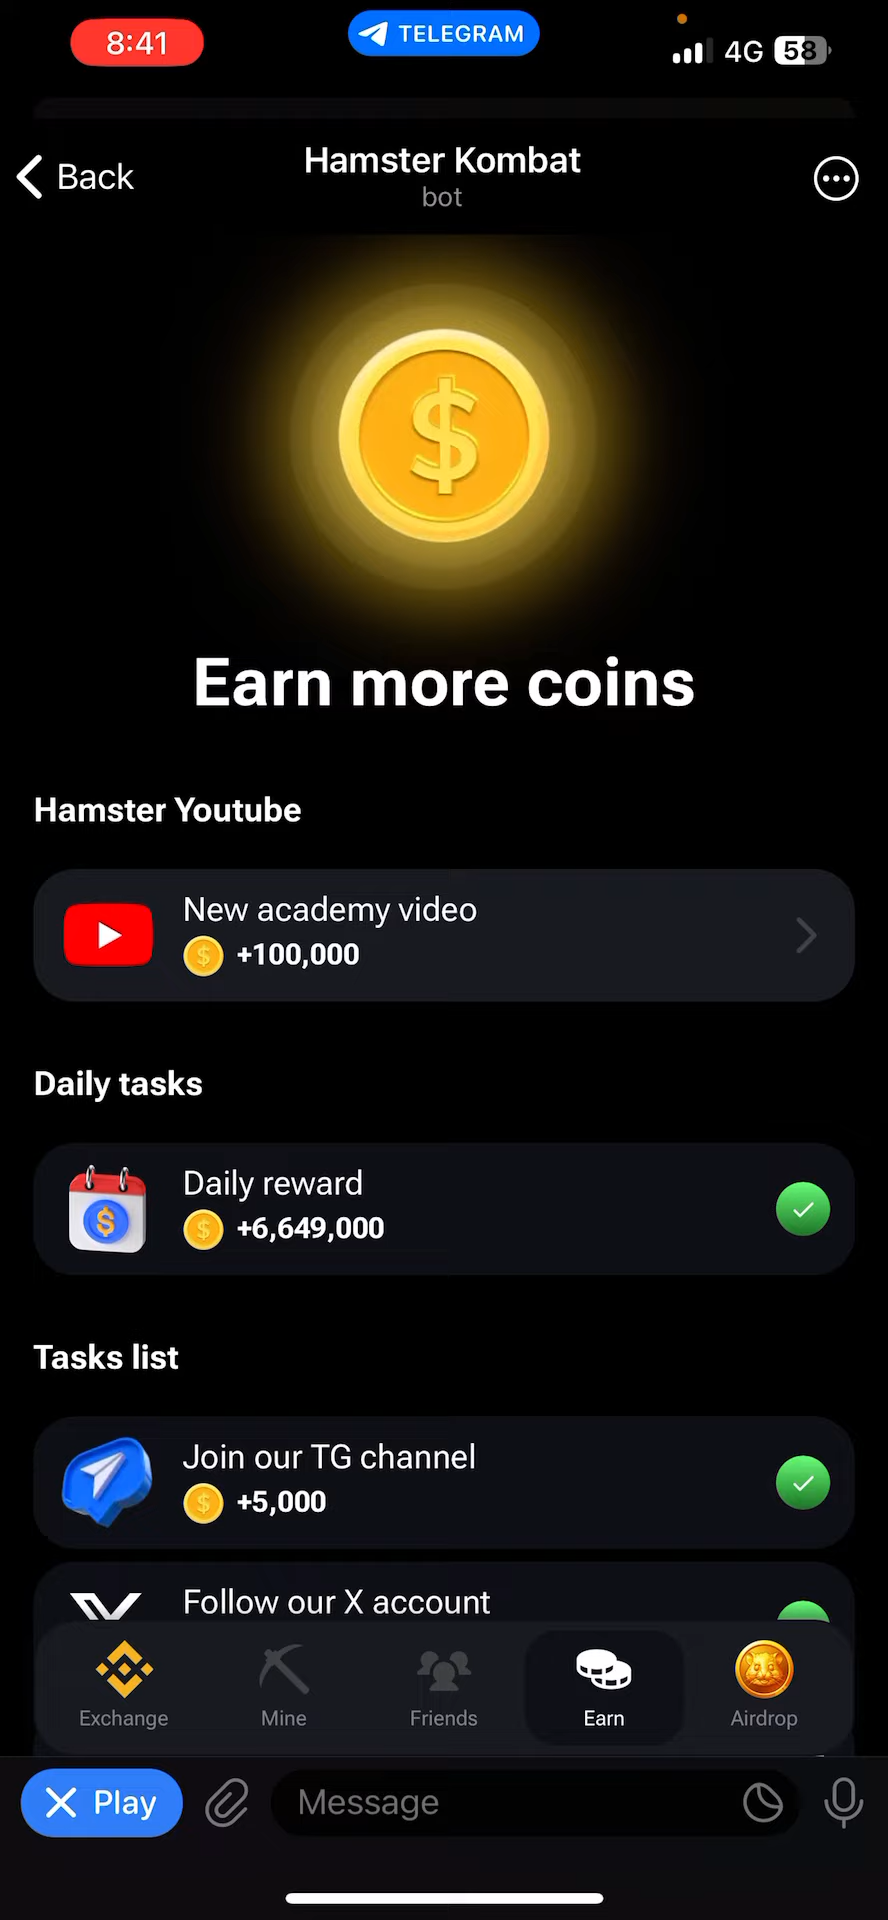 8:41
TELEGRAM
4G
58
Back
Hamster Kombat
bot
$
Earn more coins
Hamster Youtube
New academy video
$ +100,000
Daily tasks
Daily reward
$
$ +6,649,000
Tasks list
Join our TG channel
$ +5,000
Follow our X account
Exchange
Mine
Friends
Earn
Airdrop
Play
Message